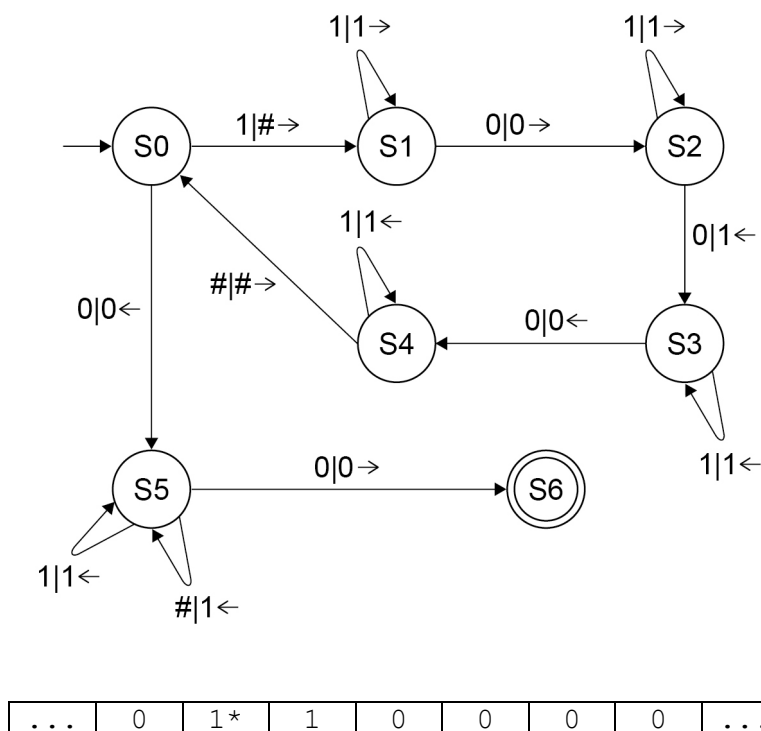 1|1→ 1|1→
S0 1|#→ S1 0|0→ S2
1|1← 0|1←
0|0← #|#→ S4 0|0← S3
1|1←
S5 0|0→ S6
1|1←
#|1←
... 0 1* 1 0 0 0 0 ...